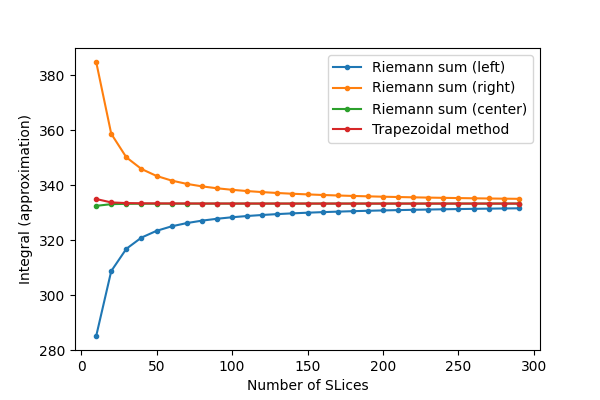 Riemann sum (left)
Riemann sum (right)
Riemann sum (center)
Trapezoidal method
Integral (approximation)
380
360
340
320
300
280
0 50 100 150 200 250 300
Number of SLices